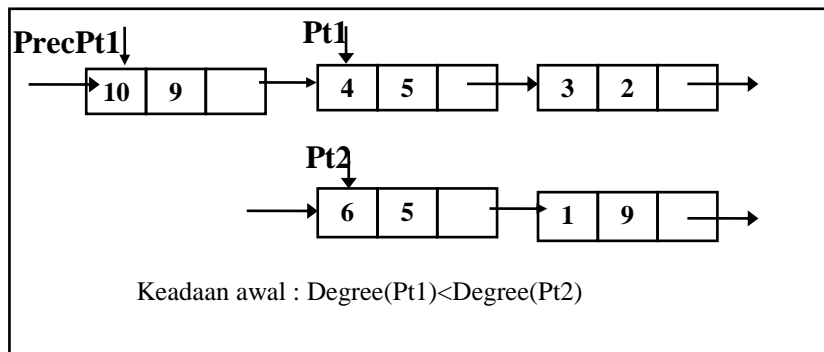 PrecPt1 Pt1
10 9 4 5 3 2
Pt2
6 5 1 9
Keadaan awal : Degree(Pt1)<Degree(Pt2)